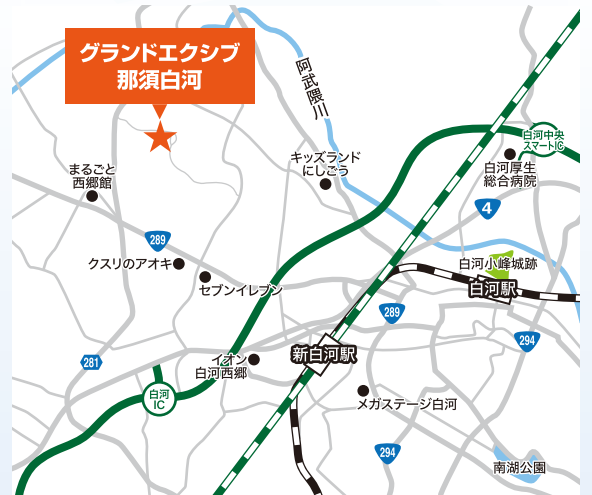 グランドエクシブ
那須白河
阿武隈川
白河中央
スマートIC
キッズランド
にしごう
白河厚生
総合病院
まるごと
西郷館
4
289
クスリのアオキ
セブンイレブン
白河小峰城跡
白河駅
289
294
新白河駅
イオン
白河西郷
281
白河
IC
メガステージ白河
294
南湖公園